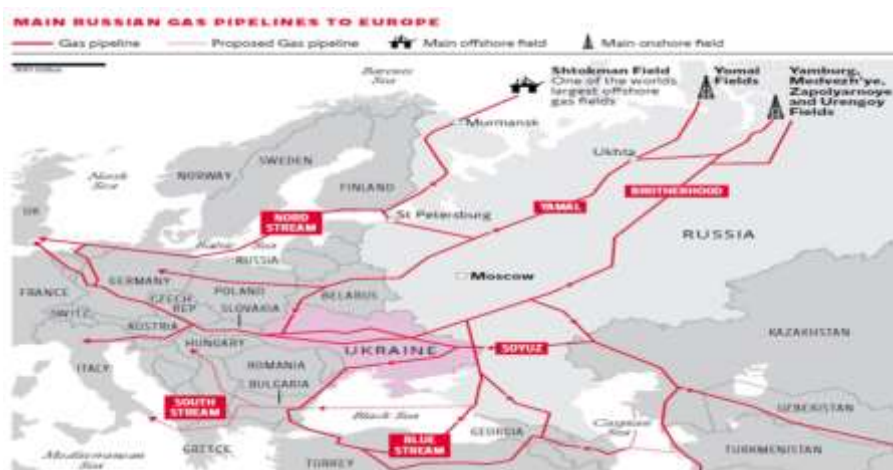 MAIN RUSSIAN GAS PIPELINES TO EUROPE
Gas pipeline
Proposed Gas pipeline
Main offshore field
Main onshore field
Barents
Sea
Shtokman Field
One of the worlds
largest offshore
gas fields
Yomal
Fields
Yamburg,
Medvezh'ye,
Zapolyarnoye
and Urengoy
Fields
Murmansk
Ukhta
North
Sea
NORWAY
SWEDEN
FINLAND
YAMAL
BROTHERHOOD
UK
NORD
STREAM
St Petersburg
RUSSIA
Baltic Sea
RUSSIA
Moscow
GERMANY
POLAND
BELARUS
FRANCE
CZECH
REP
SLOVAKIA
SWITZ
AUSTRIA
HUNGARY
UKRAINE
SOYUZ
KAZAKHSTAN
ITALY
ROMANIA
BULGARIA
SOUTH
STREAM
Black Sea
BLUE
STREAM
GEORGIA
Caspian
Sea
UZBEKISTAN
GREECE
Mediterranean
Sea
TURKEY
TURKMENISTAN